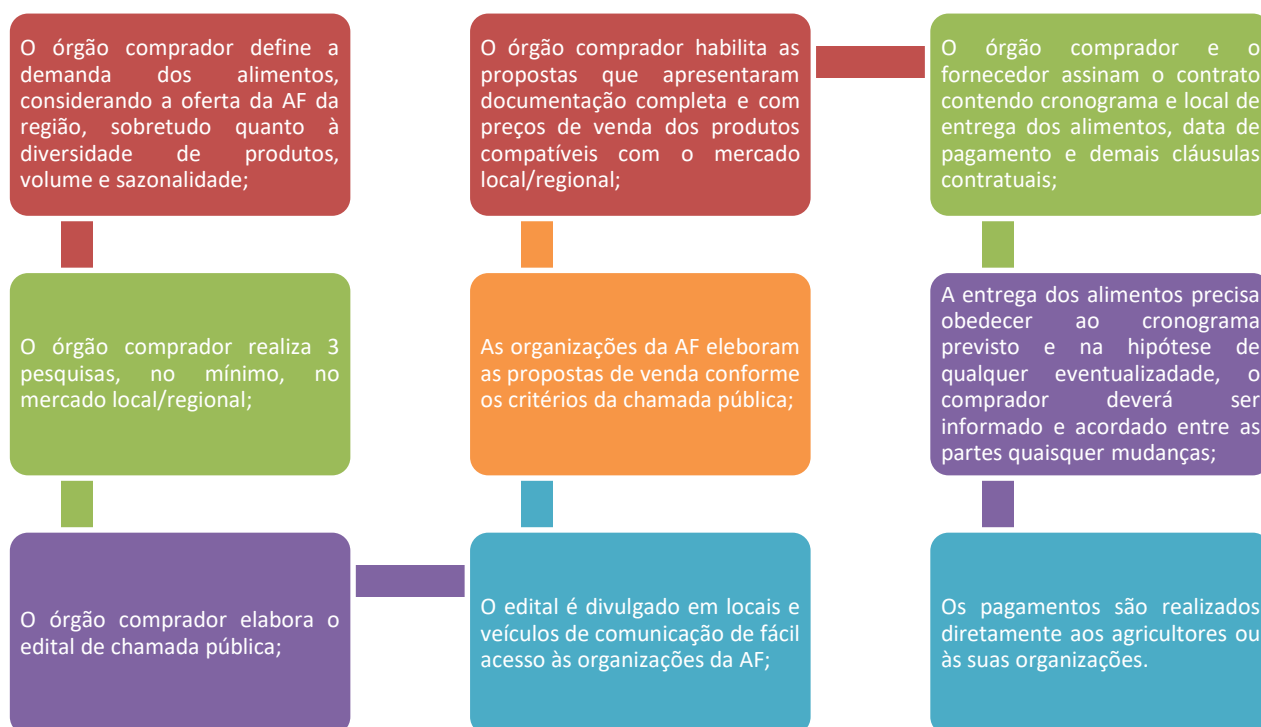 O órgão comprador define a
demanda dos alimentos,
considerando a oferta da AF da
região, sobretudo quanto à
diversidade de produtos,
volume e sazonalidade;
O órgão comprador realiza 3
pesquisas, no mínimo, no
mercado local/regional;
O órgão comprador elabora o
edital de chamada pública;
O edital é divulgado em locais e
veículos de comunicação de fácil
acesso às organizações da AF;
As organizações da AF eleboram
as propostas de venda conforme
os critérios da chamada pública;
O órgão comprador habilita as
propostas que apresentaram
documentação completa e com
preços de venda dos produtos
compatíveis com o mercado
local/regional;
O órgão comprador e o
fornecedor assinam o contrato
contendo cronograma e local de
entrega dos alimentos, data de
pagamento e demais cláusulas
contratuais;
A entrega dos alimentos precisa
obedecer ao cronograma
previsto e na hipótese de
qualquer eventualizadade, o
comprador deverá ser
informado e acordado entre as
partes quaisquer mudanças;
Os pagamentos são realizados
diretamente aos agricultores ou
às suas organizações.